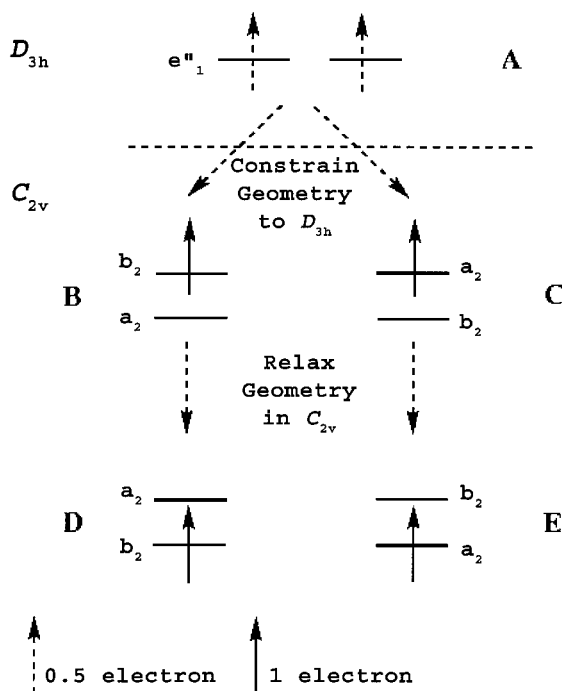 D3h e"1 A
Constrain
Geometry
to D3h
C2v
b2 a2
B C
a2 b2
Relax
Geometry
in C2v
a2 b2
D E
b2 a2
0.5 electron 1 electron